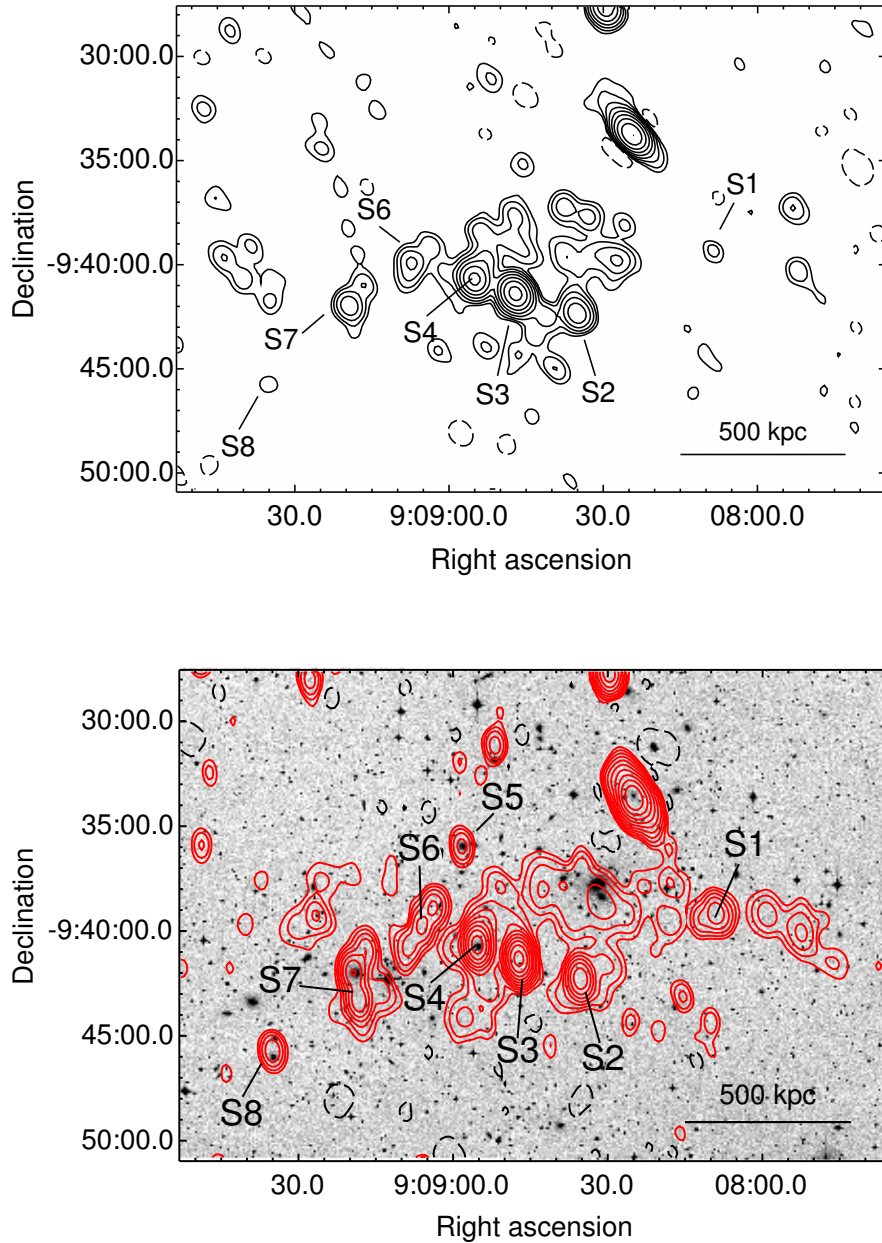 30:00.0
35:00.0
S1
S6
-9:40:00.0
S7
S4
45:00.0
S3
S2
S8
500 kpc
50:00.0
Declination
30.0
9:09:00.0
30.0
08:00.0
Right ascension
30:00.0
S5
35:00.0
S6
S1
-9:40:00.0
S7
S4
45:00.0
S3
S2
S8
500 kpc
50:00.0
Declination
30.0
9:09:00.0
30.0
08:00.0
Right ascension